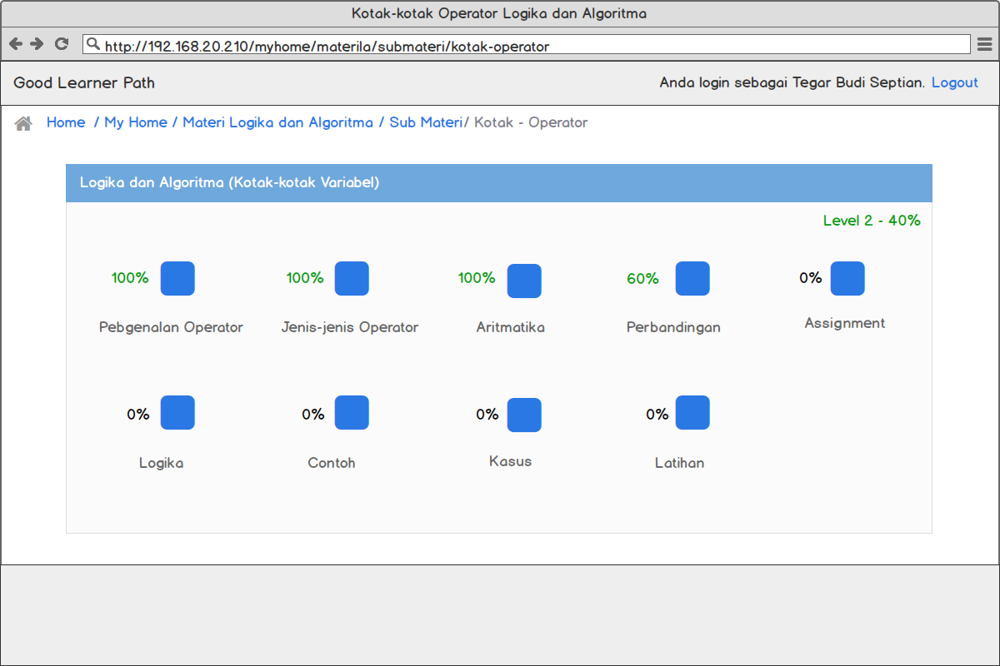 Kotak-kotak Operator Logika dan Algoritma
http://192.168.20.210/myhome/materila/submateri/kotak-operator
Good Learner Path
Anda login sebagai Tegar Budi Septian. Logout
Home / My Home / Materi Logika dan Algoritma / Sub Materi/ Kotak - Operator
Logika dan Algoritma (Kotak-kotak Variabel)
Level 2 - 40%
100% 100% 100% 60% 0%
Pebgenalan Operator Jenis-jenis Operator Aritmatika Perbandingan Assignment
0% 0% 0% 0%
Logika Contoh Kasus Latihan